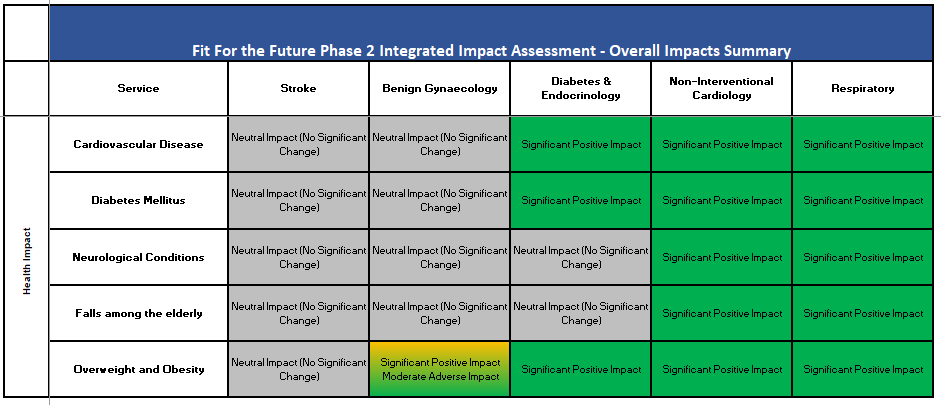 Fit For the Future Phase 2 Integrated Impact Assessment - Overall Impacts Summary
Service
Stroke
Benign Gynaecology
Diabetes &
Endocrinology
Non-Interventional
Cardiology
Respiratory
Health Impact
Cardiovascular Disease
Neutral Impact (No Significant
Change)
Neutral Impact (No Significant
Change)
Significant Positive Impact
Significant Positive Impact
Significant Positive Impact
Diabetes Mellitus
Neutral Impact (No Significant
Change)
Neutral Impact (No Significant
Change)
Significant Positive Impact
Significant Positive Impact
Significant Positive Impact
Neurological Conditions
Neutral Impact (No Significant
Change)
Neutral Impact (No Significant
Change)
Neutral Impact (No Significant
Change)
Significant Positive Impact
Significant Positive Impact
Falls among the elderly
Neutral Impact (No Significant
Change)
Neutral Impact (No Significant
Change)
Neutral Impact (No Significant
Change)
Significant Positive Impact
Significant Positive Impact
Overweight and Obesity
Neutral Impact (No Significant
Change)
Significant Positive Impact
Moderate Adverse Impact
Significant Positive Impact
Significant Positive Impact
Significant Positive Impact